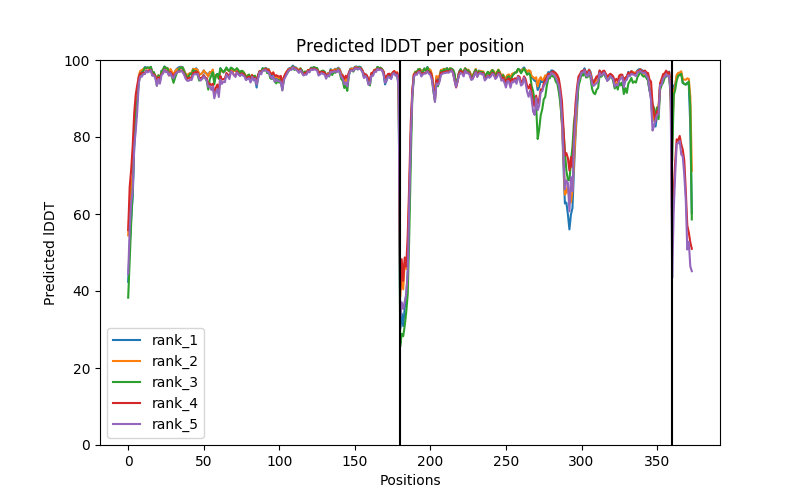 Predicted lDDT per position
100
80
60
40
20
0
Predicted lDDT
rank_1
rank_2
rank_3
rank_4
rank_5
0 50 100 150 200 250 300 350
Positions